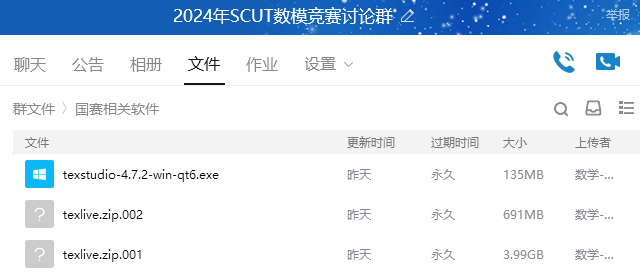 2024年SCUT数模竞赛讨论群 举报
聊天 公告 相册 文件 作业 设置
群文件 〉国赛相关软件
文件 更新时间 过期时间 大小 上传者
texstudio-4.7.2-win-qt6.exe 昨天 永久 135MB 数学-...
texlive.zip.002 昨天 永久 691MB 数学-...
texlive.zip.001 昨天 永久 3.99GB 数学-...